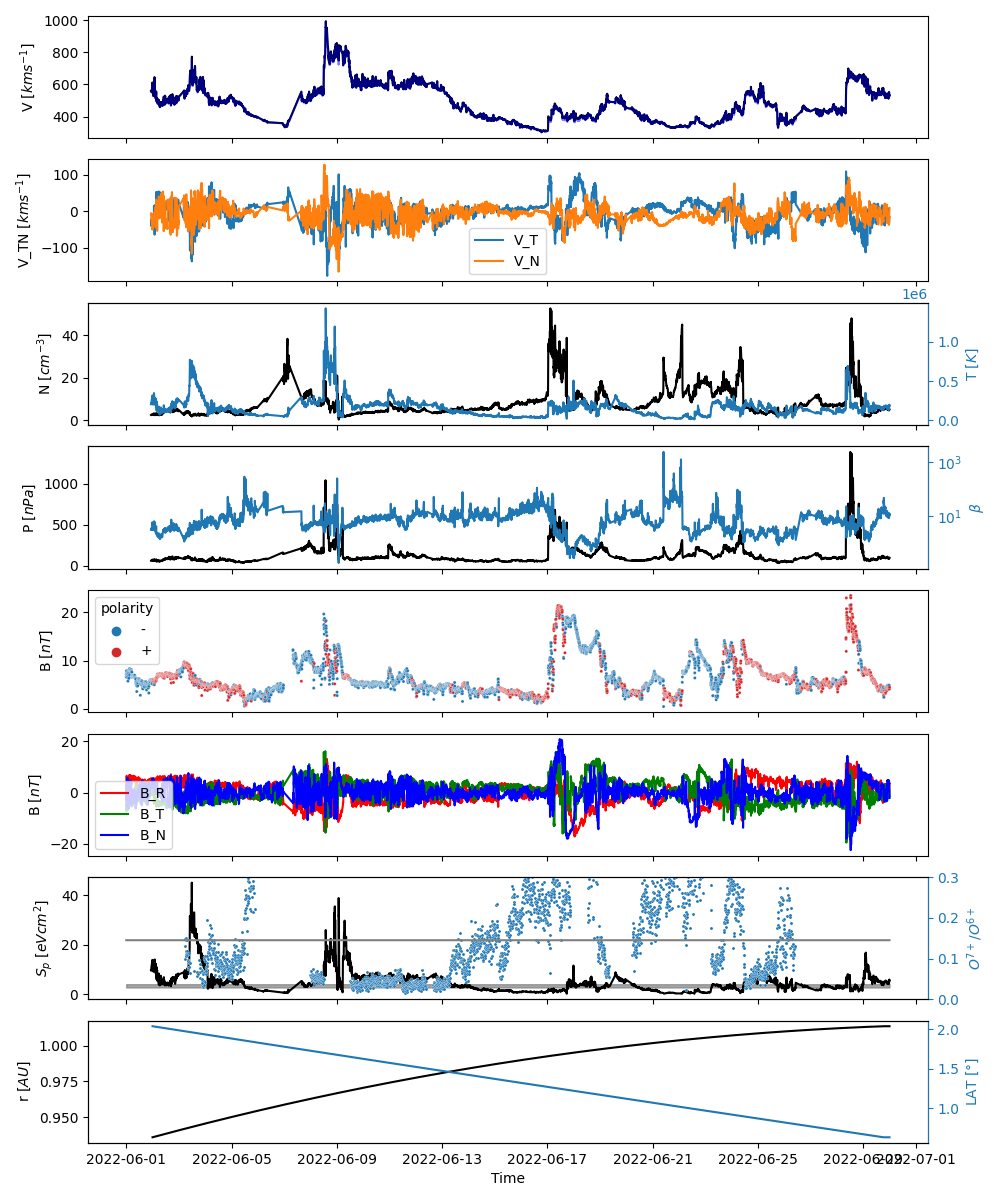 1000
800
600
400
V [kms⁻¹]
100
0
−100
V_TN [kms⁻¹]
V_T
V_N
1e6
40
20
0
N [cm⁻³]
1.0
0.5
0.0
T [K]
1000
500
0
P [nPa]
10³
10¹
β
20
10
0
B [nT]
polarity
-
+
20
0
−20
B [nT]
B_R
B_T
B_N
40
20
0
Sₚ [eVcm²]
0.3
0.2
0.1
0.0
O⁷⁺/O⁶⁺
1.000
0.975
0.950
r [AU]
2.0
1.5
1.0
LAT [°]
2022-06-01 2022-06-05 2022-06-09 2022-06-13 2022-06-17 2022-06-21 2022-06-25 2022-06-29 2022-07-01
Time